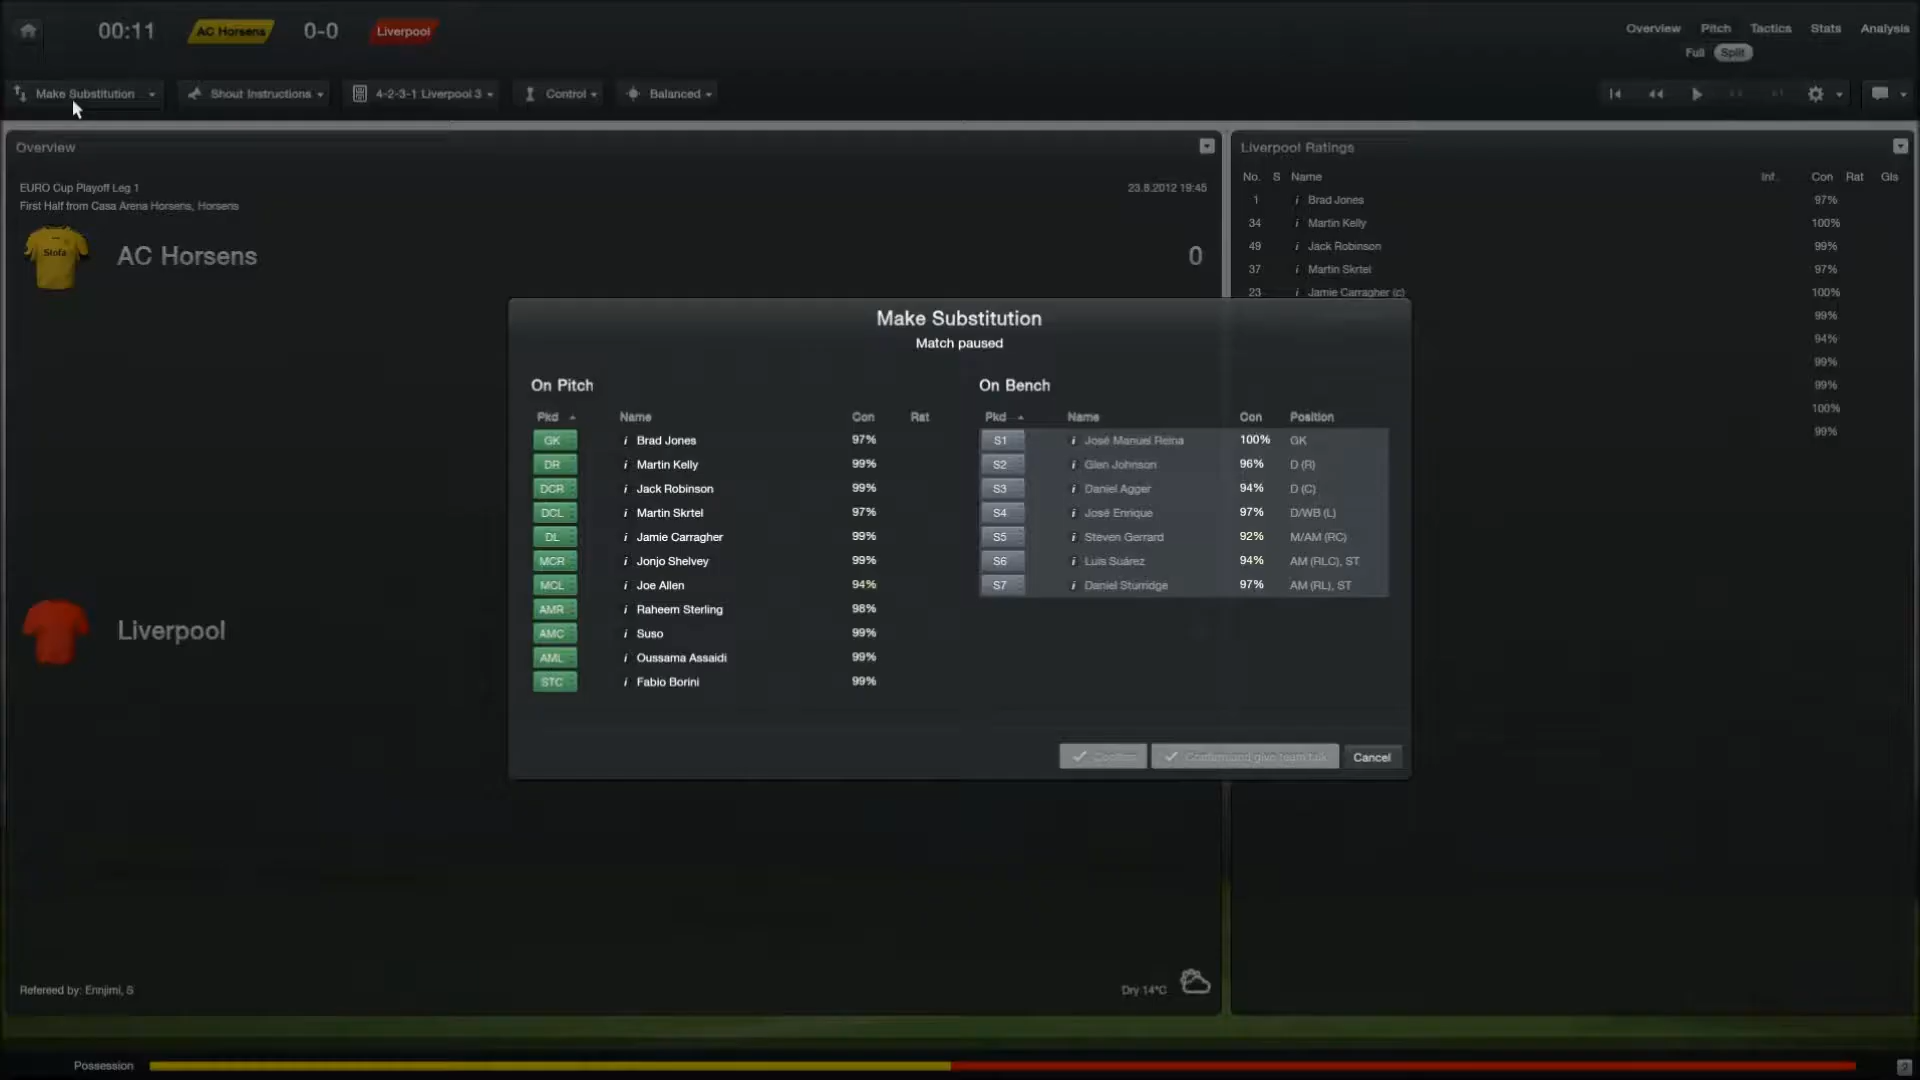 00:11 AC Horsens 0-0 Liverpool
Overview Pitch Tactics Stats Analysis
Full Split
Make Substitution Shout Instructions 4-2-3-1 Liverpool 3 Control Balanced
Overview
EURO Cup Playoff Leg 1 23.8.2012 19:45
First Half from Casa Arena Horsens, Horsens
Stofa
AC Horsens 0
Liverpool
Refereed by: Ennjimi, S
Dry 14°C
Liverpool Ratings
No. S Name Inf. Con Rat Gls
1 i Brad Jones 97%
34 i Martin Kelly 100%
49 i Jack Robinson 99%
37 i Martin Skrtel 97%
23 i Jamie Carragher (c) 100%
99%
94%
99%
99%
100%
99%
Make Substitution
Match paused
On Pitch
Pkd Name Con Rat
GK i Brad Jones 97%
DR i Martin Kelly 99%
DCR i Jack Robinson 99%
DCL i Martin Skrtel 97%
DL i Jamie Carragher 99%
MCR i Jonjo Shelvey 99%
MCL i Joe Allen 94%
AMR i Raheem Sterling 98%
AMC i Suso 99%
AML i Oussama Assaidi 99%
STC i Fabio Borini 99%
On Bench
Pkd Name Con Position
S1 i José Manuel Reina 100% GK
S2 i Glen Johnson 96% D (R)
S3 i Daniel Agger 94% D (C)
S4 i José Enrique 97% D/WB (L)
S5 i Steven Gerrard 92% M/AM (RC)
S6 i Luis Suárez 94% AM (RLC), ST
S7 i Daniel Sturridge 97% AM (RL), ST
Confirm Confirm and give team talk Cancel
Possession